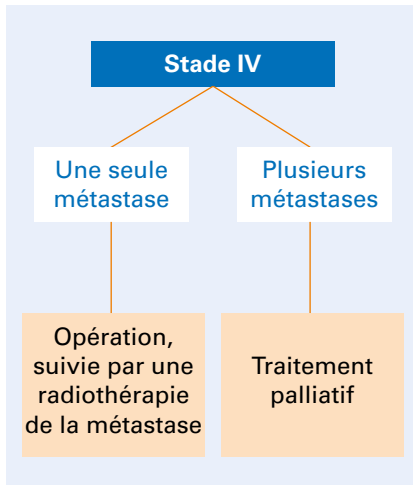 Stade IV
Une seule
métastase
Plusieurs
métastases
Opération,
suivie par une
radiothérapie
de la métastase
Traitement
palliatif